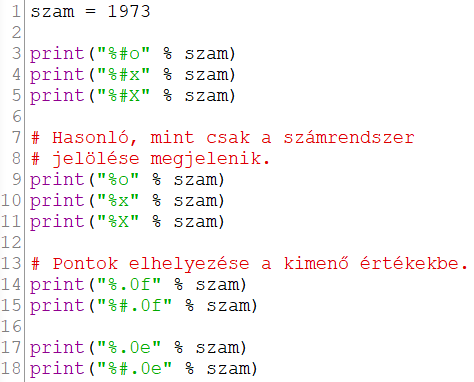 1 szam = 1973
2
3 print("%#o" % szam)
4 print("%#x" % szam)
5 print("%#X" % szam)
6
7 # Hasonló, mint csak a számrendszer
8 # jelölése megjelenik.
9 print("%o" % szam)
10 print("%x" % szam)
11 print("%X" % szam)
12
13 # Pontok elhelyezése a kimenő értékekbe.
14 print("%.0f" % szam)
15 print("%#.0f" % szam)
16
17 print("%.0e" % szam)
18 print("%#.0e" % szam)